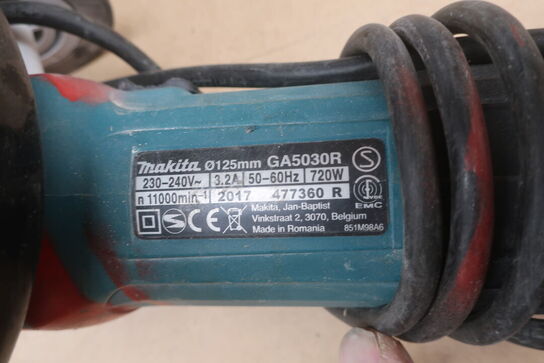 makita Ø125mm GA5030R
230-240V~ 3.2A 50-60Hz 720W
n 11000min⁻¹ 2017 477360 R
Makita, Jan-Baptist
Vinkstraat 2, 3070, Belgium
Made in Romania 851M98A6
S
EMC
S
CE